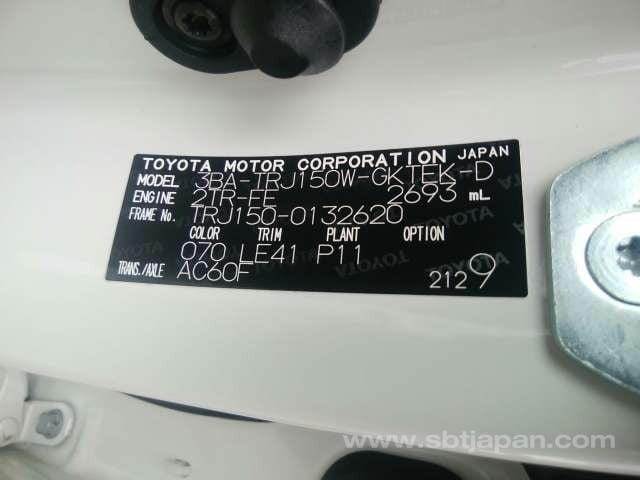 TOYOTA MOTOR CORPORATION JAPAN
MODEL 3BA-TRJ150W-GKTEK-D
ENGINE 2TR-FE 2693 mL
FRAME No. TRJ150-0132620
COLOR TRIM PLANT OPTION
070 LE41 P11
TRANS./AXLE AC60F
2129
www.sbtjapan.com